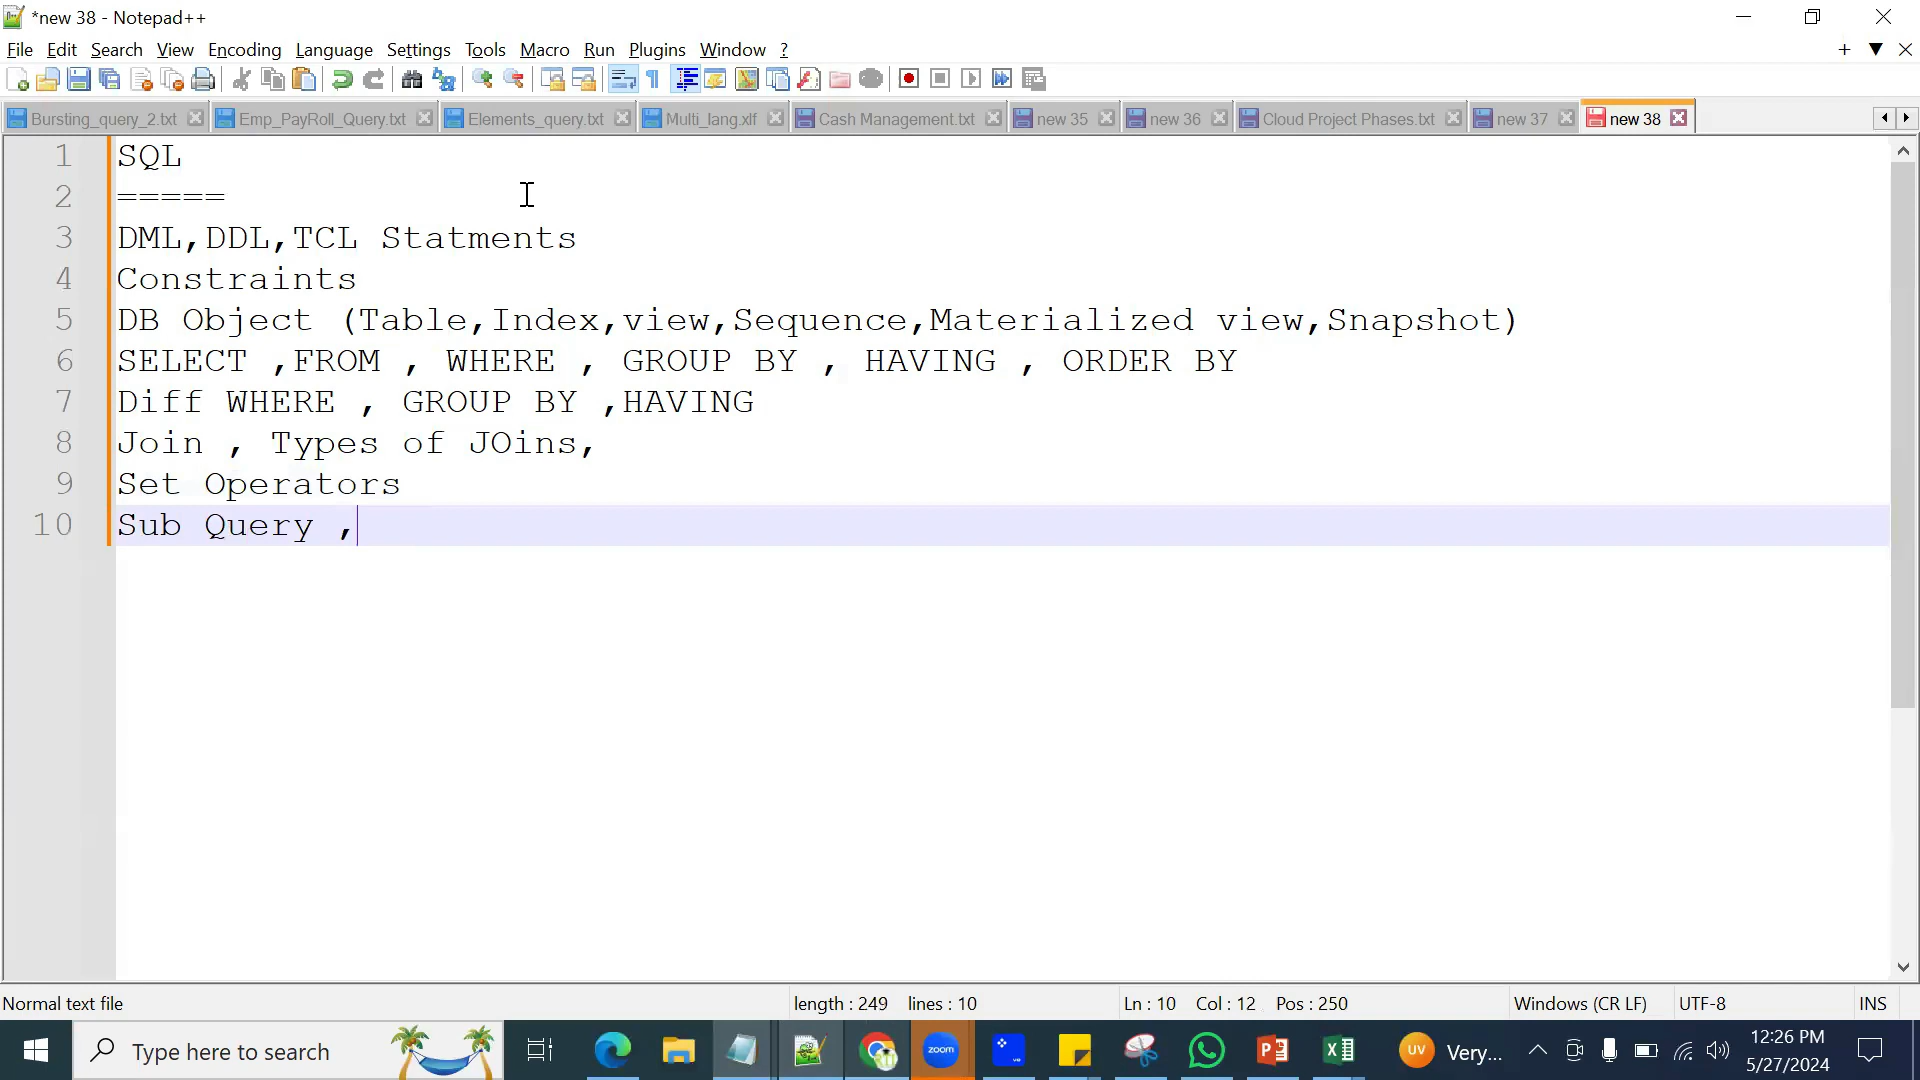 *new 38 - Notepad++
File Edit Search View Encoding Language Settings Tools Macro Run Plugins Window ?
Bursting_query_2.txt Emp_PayRoll_Query.txt Elements_query.txt Multi_lang.xlf Cash Management.txt new 35 new 36 Cloud Project Phases.txt new 37 new 38
1 SQL
2 =====
3 DML,DDL,TCL Statments
4 Constraints
5 DB Object (Table,Index,view,Sequence,Materialized view,Snapshot)
6 SELECT ,FROM , WHERE , GROUP BY , HAVING , ORDER BY
7 Diff WHERE , GROUP BY ,HAVING
8 Join , Types of JOins,
9 Set Operators
10 Sub Query ,
Normal text file length : 249 lines : 10 Ln : 10 Col : 12 Pos : 250 Windows (CR LF) UTF-8 INS
Type here to search zoom UV Very... 12:26 PM
5/27/2024